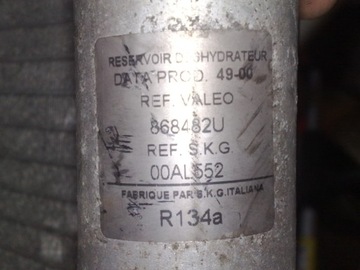 RESERVOIR DESHYDRATEUR
DATA PROD. 49-00
REF. VALEO
868482U
REF. S.K.G
00AL552
FABRIQUE PAR S.K.G.ITALIANA
R134a